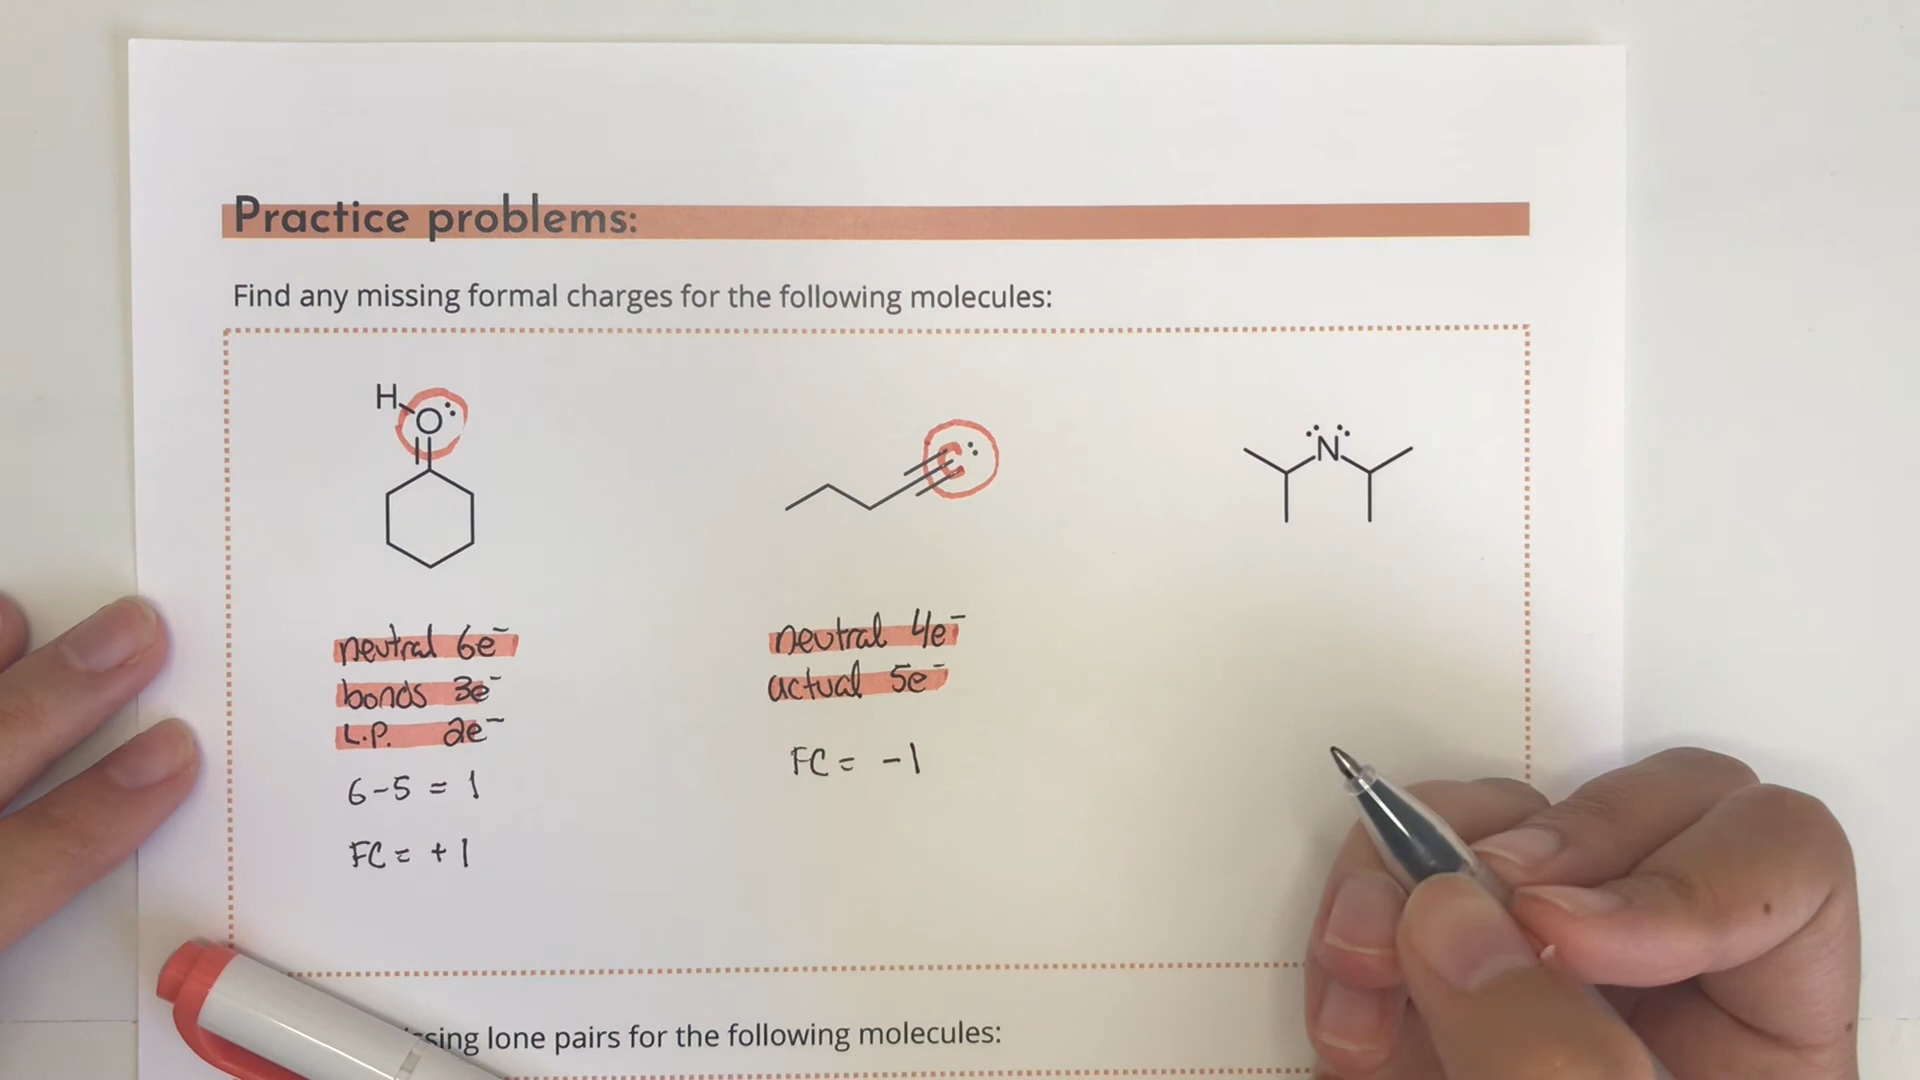 Practice problems:
Find any missing formal charges for the following molecules:
H
O
C
N
neutral 6e⁻
bonds 3e⁻
L.P. 2e⁻
6-5 = 1
FC = +1
neutral 4e⁻
actual 5e⁻
FC = -1
lone pairs for the following molecules: